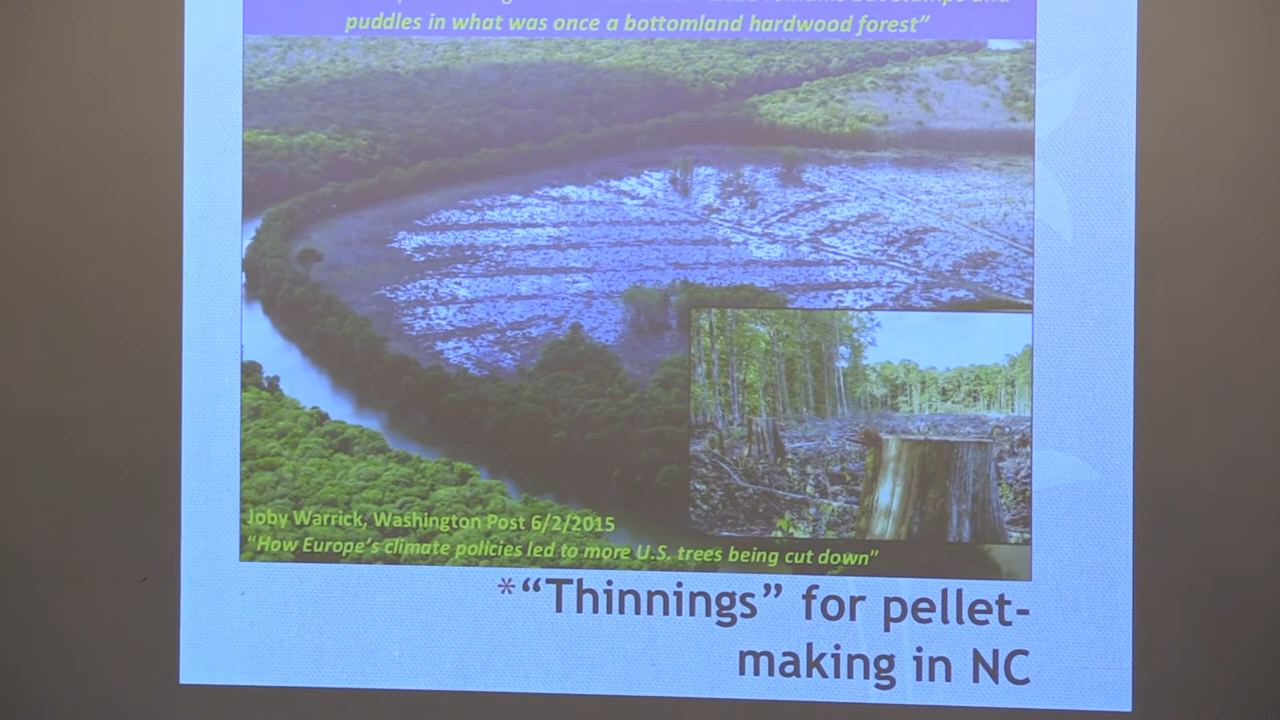 puddles in what was once a bottomland hardwood forest”
Joby Warrick, Washington Post 6/2/2015
“How Europe’s climate policies led to more U.S. trees being cut down”
*“Thinnings” for pellet-
making in NC